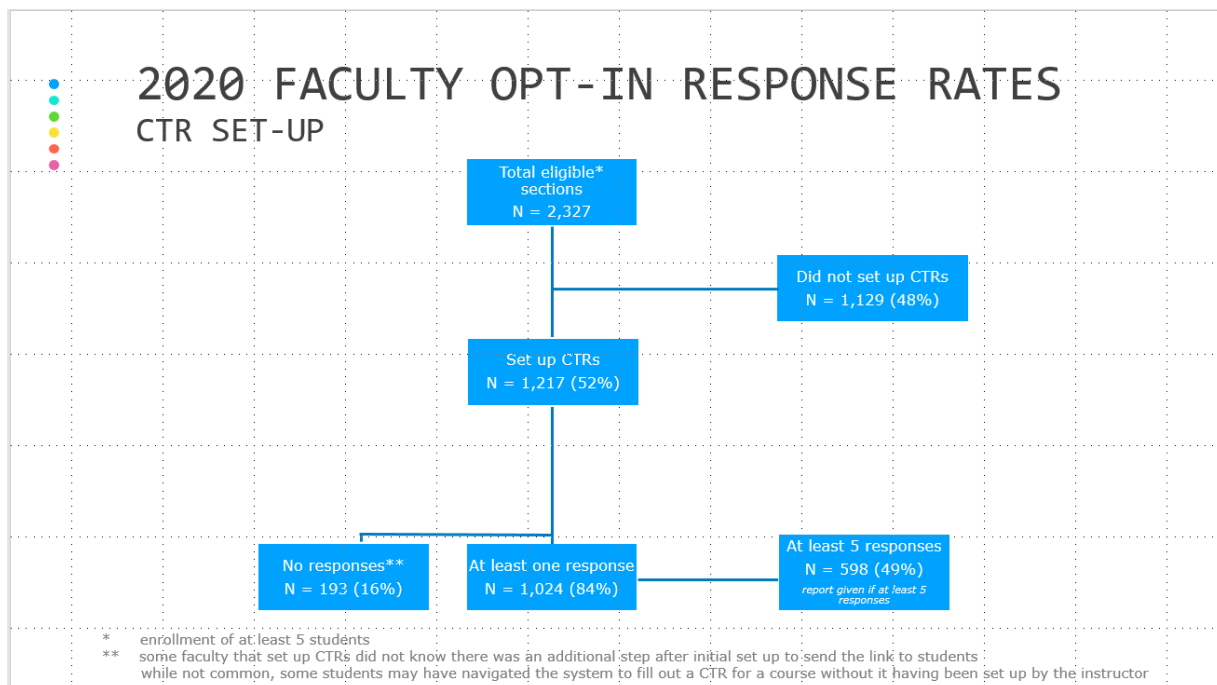 2020 FACULTY OPT-IN RESPONSE RATES
CTR SET-UP
Total eligible*
sections
N = 2,327
Did not set up CTRs
N = 1,129 (48%)
Set up CTRs
N = 1,217 (52%)
No responses**
N = 193 (16%)
At least one response
N = 1,024 (84%)
At least 5 responses
N = 598 (49%)
report given if at least 5
responses
* enrollment of at least 5 students
** some faculty that set up CTRs did not know there was an additional step after initial set up to send the link to students
while not common, some students may have navigated the system to fill out a CTR for a course without it having been set up by the instructor